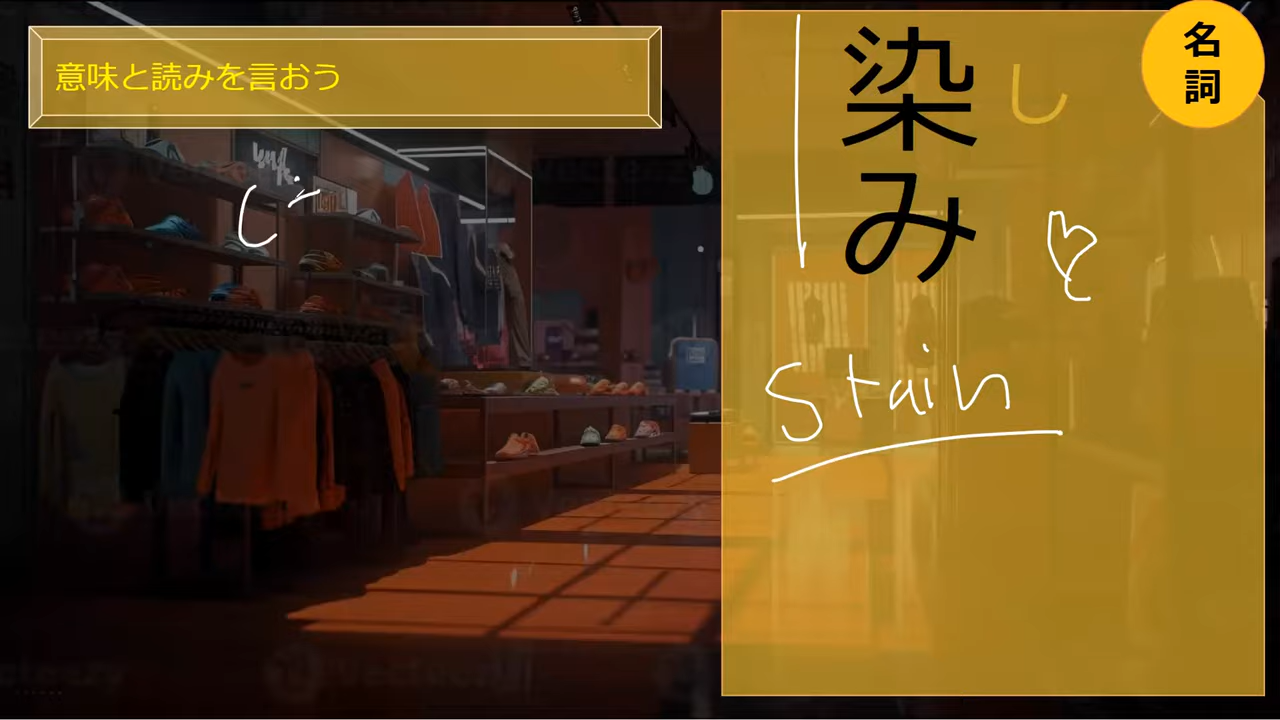 意味と読みを言おう
染み
し
名詞
stain